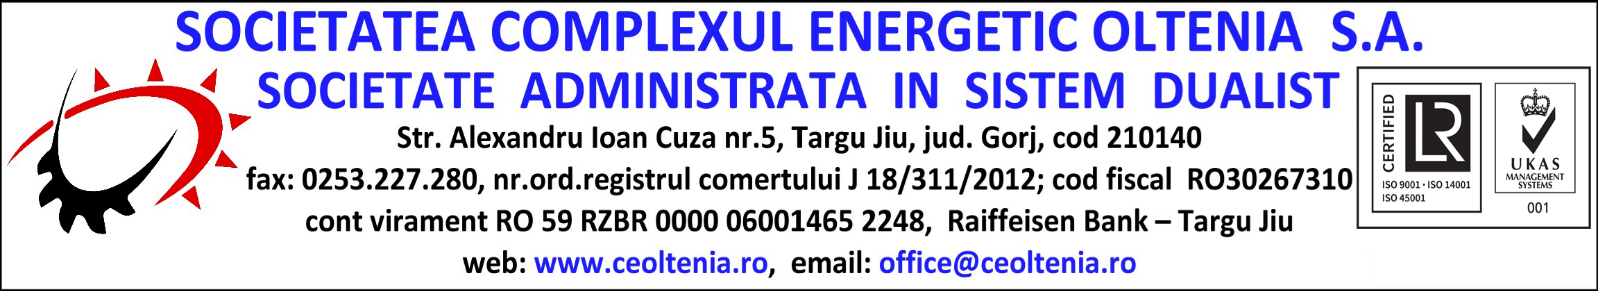 SOCIETATEA COMPLEXUL ENERGETIC OLTENIA S.A.
SOCIETATE ADMINISTRATA IN SISTEM DUALIST
Str. Alexandru Ioan Cuza nr.5, Targu Jiu, jud. Gorj, cod 210140
fax: 0253.227.280, nr.ord.registrul comertului J 18/311/2012; cod fiscal RO30267310
cont virament RO 59 RZBR 0000 06001465 2248, Raiffeisen Bank – Targu Jiu
web: www.ceoltenia.ro, email: office@ceoltenia.ro
CERTIFIED
LR
ISO 9001 · ISO 14001
ISO 45001
UKAS
MANAGEMENT
SYSTEMS
001